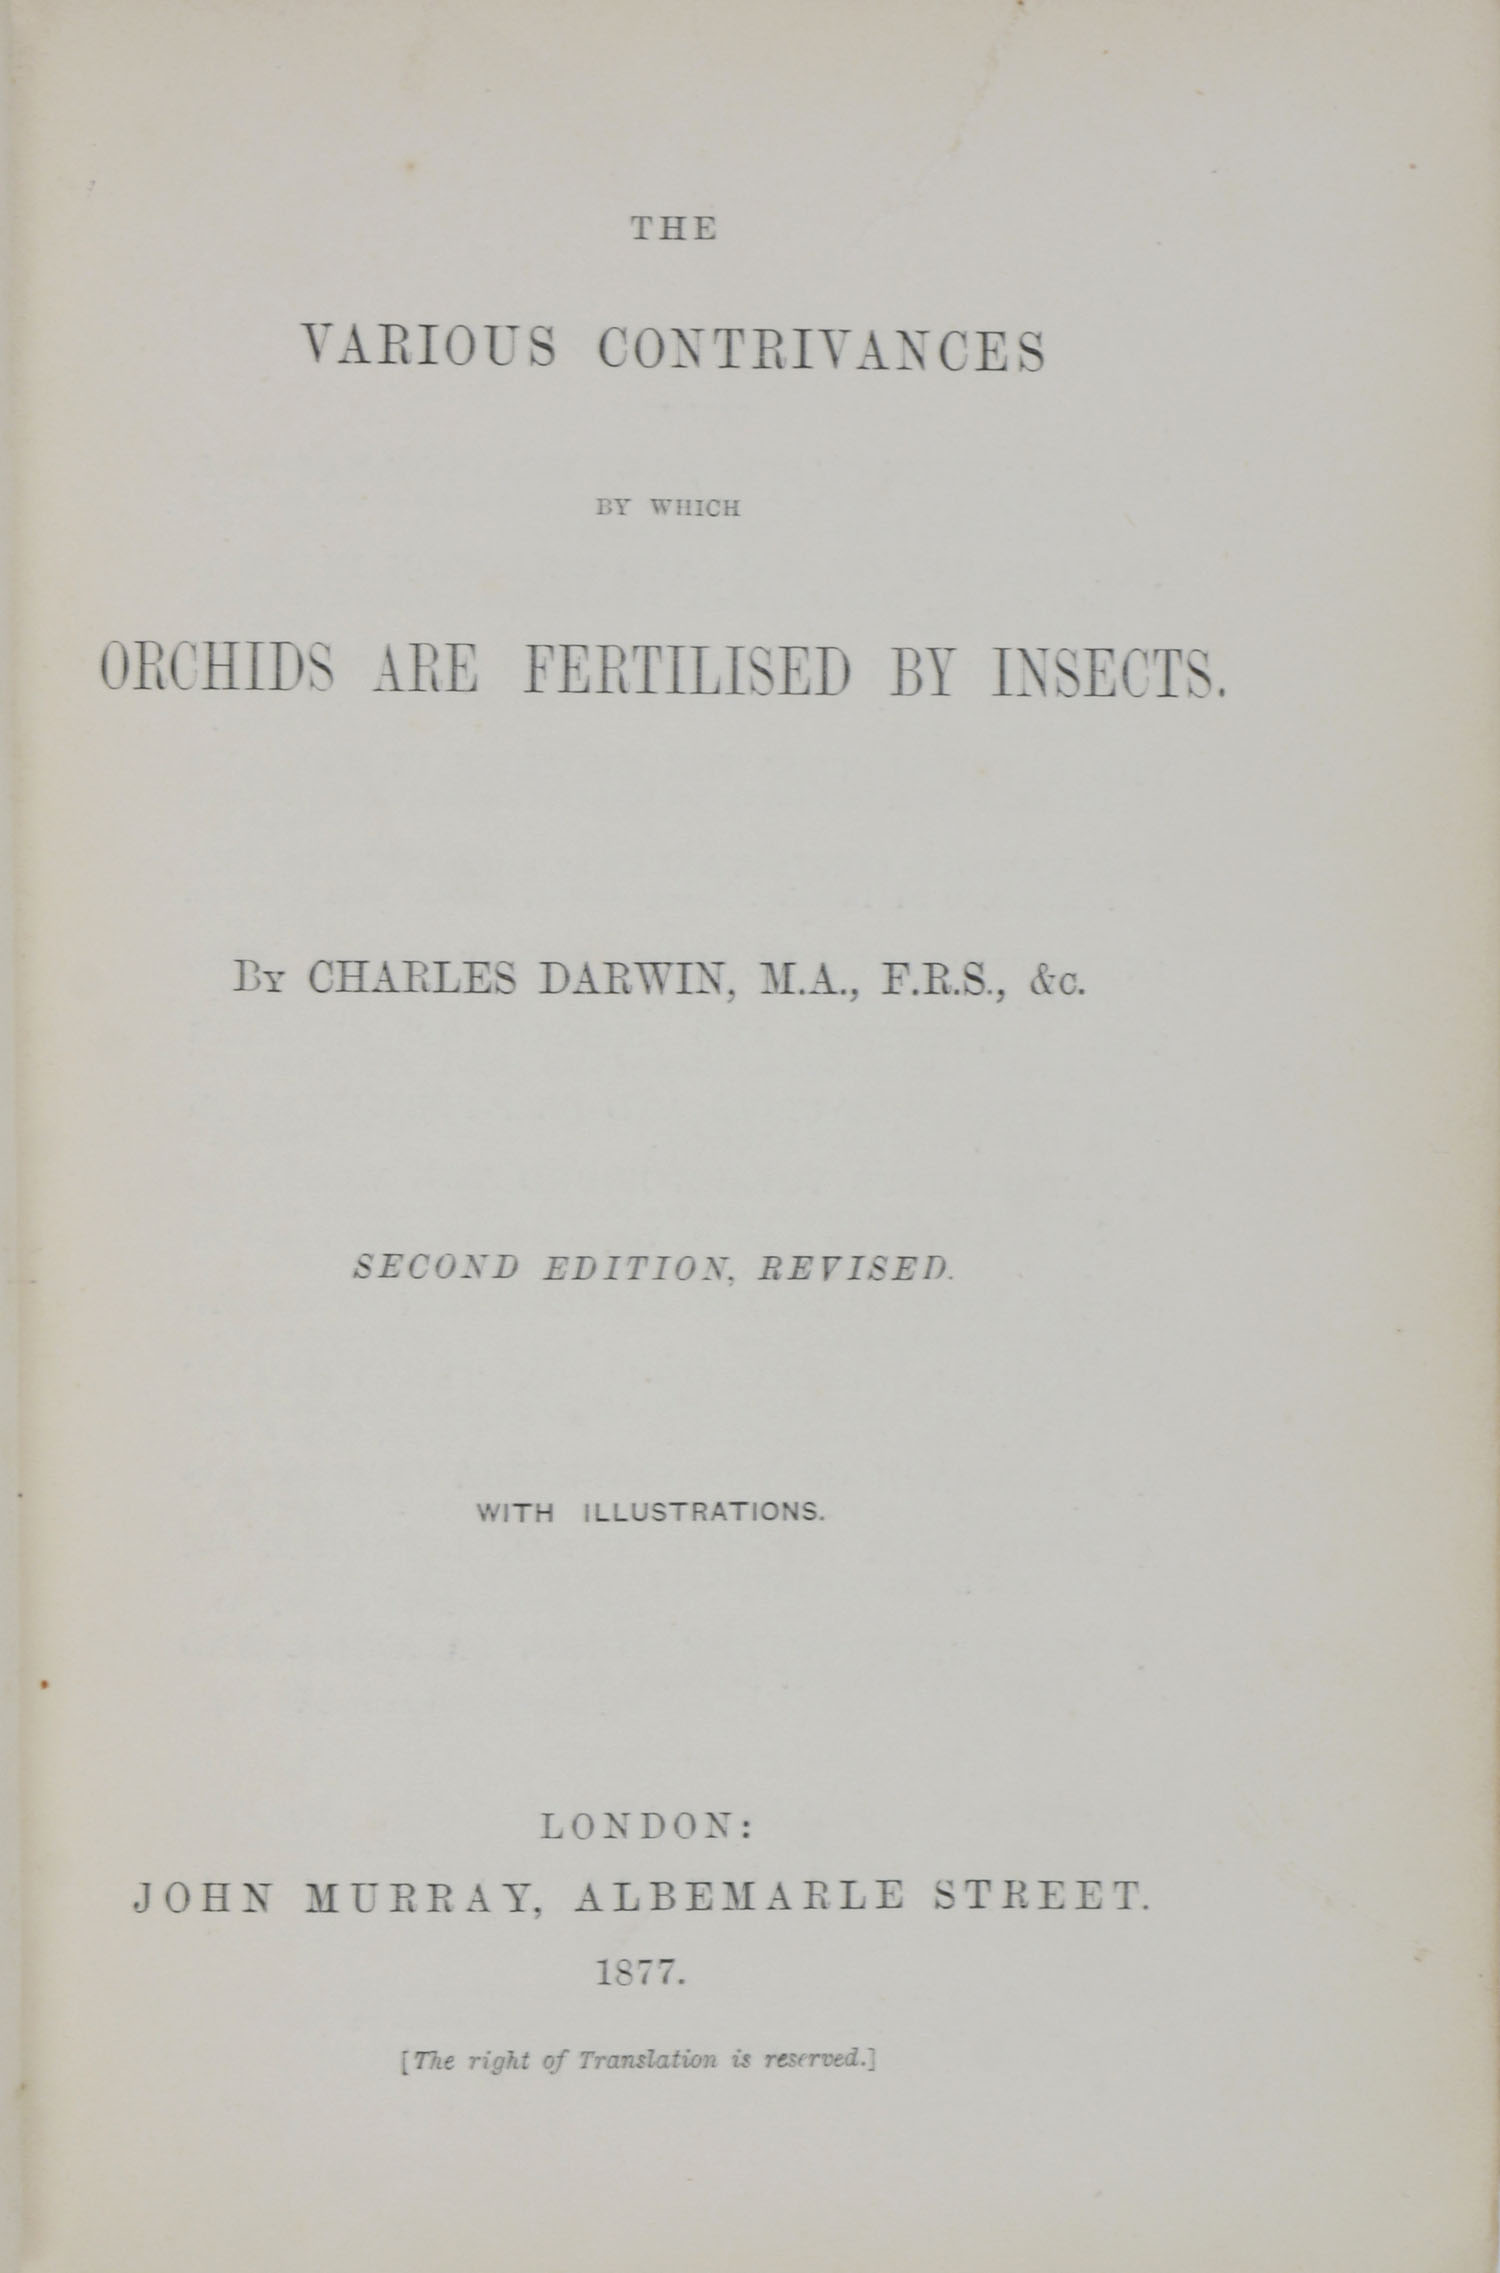 THE
VARIOUS CONTRIVANCES
BY WHICH
ORCHIDS ARE FERTILISED BY INSECTS.
By CHARLES DARWIN, M.A., F.R.S., &c.
SECOND EDITION, REVISED.
WITH ILLUSTRATIONS.
LONDON:
JOHN MURRAY, ALBEMARLE STREET.
1877.
[The right of Translation is reserved.]